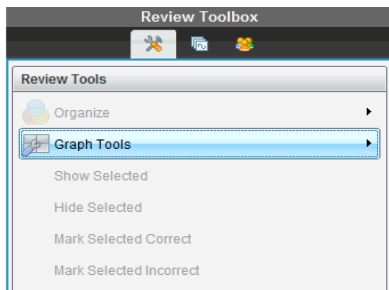 Review Toolbox
Review Tools
Organize
Graph Tools
Show Selected
Hide Selected
Mark Selected Correct
Mark Selected Incorrect